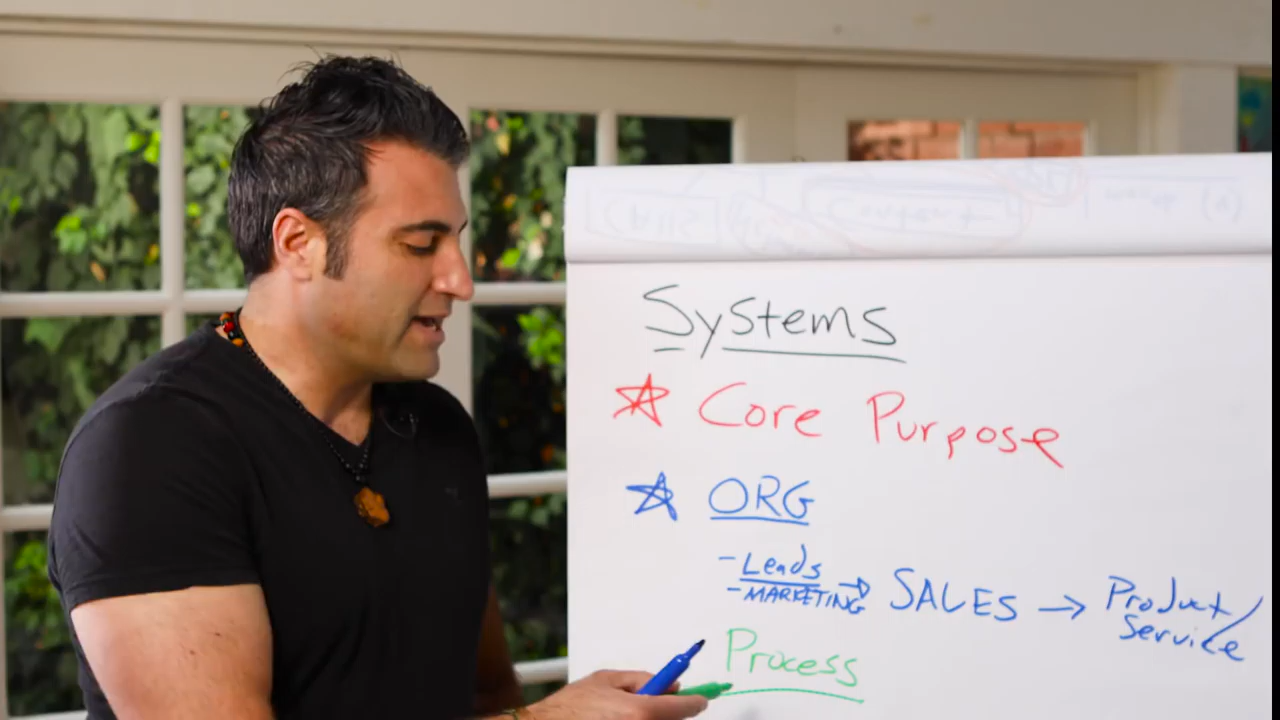 Systems
☆ Core Purpose
☆ ORG
- Leads
- MARKETING → SALES → Product/
Service
Process